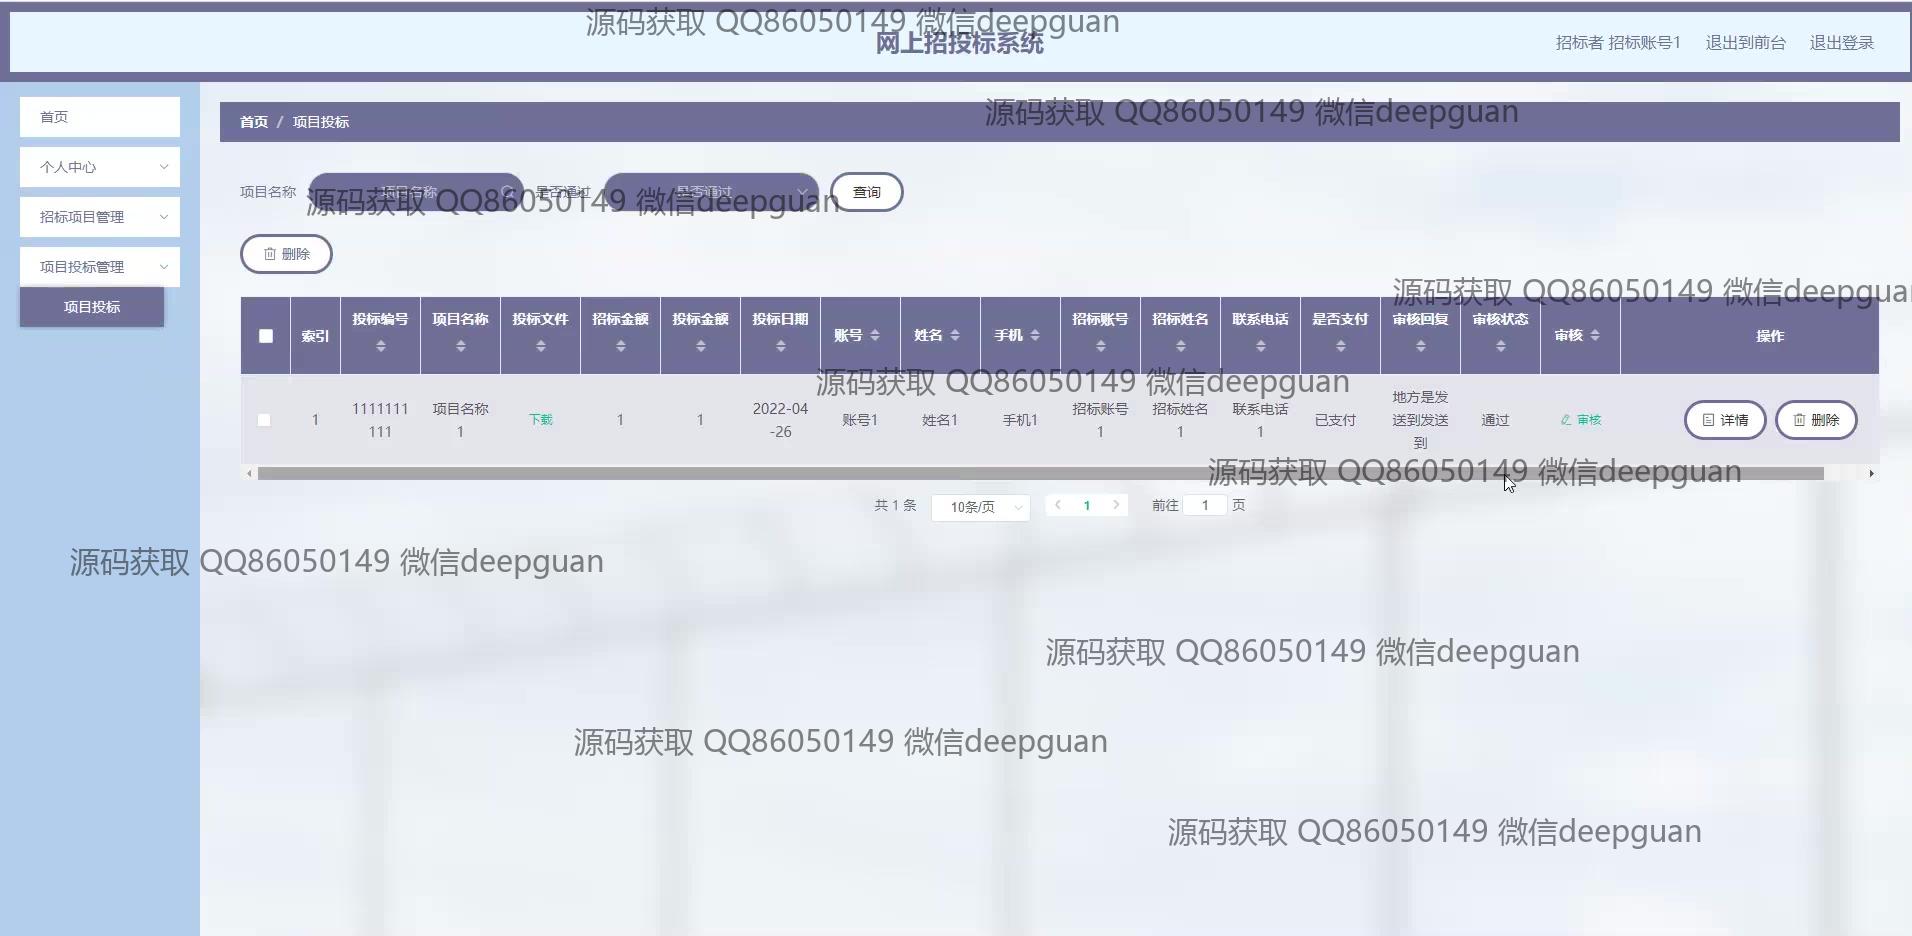 源码获取 QQ86050149 微信deepguan
网上招投标系统
招标者 招标账号1 退出到前台 退出登录
首页
个人中心
招标项目管理
项目投标管理
项目投标
首页 / 项目投标
源码获取 QQ86050149 微信deepguan
项目名称 项目名称 是否通过 是否通过 查询
源码获取 QQ86050149 微信deepguan
删除
源码获取 QQ86050149 微信deepguan
索引 投标编号 项目名称 投标文件 招标金额 投标金额 投标日期 账号 姓名 手机 招标账号 招标姓名 联系电话 是否支付 审核回复 审核状态 审核 操作
源码获取 QQ86050149 微信deepguan
1 1111111111 项目名称1 下载 1 1 2022-04-26 账号1 姓名1 手机1 招标账号1 招标姓名1 联系电话1 已支付 地方是发送到发送到 通过 审核 详情 删除
源码获取 QQ86050149 微信deepguan
共 1 条 10条/页 1 前往 1 页
源码获取 QQ86050149 微信deepguan
源码获取 QQ86050149 微信deepguan
源码获取 QQ86050149 微信deepguan
源码获取 QQ86050149 微信deepguan